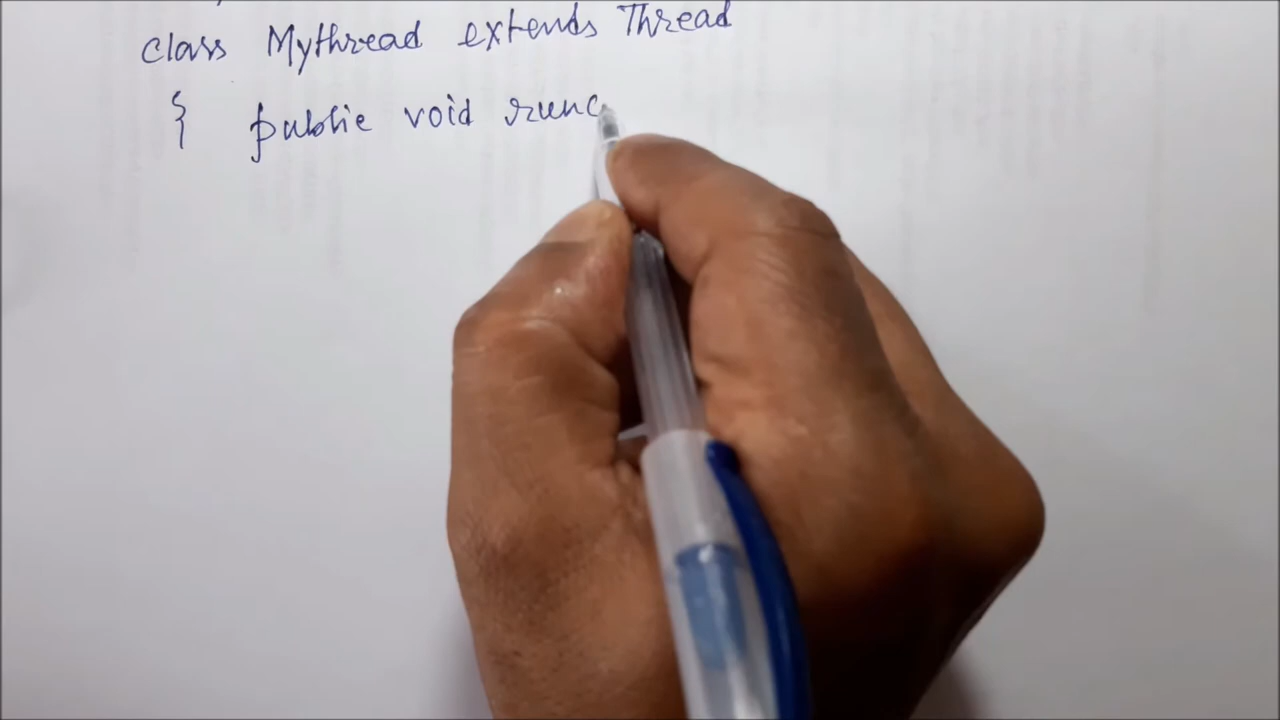 class Mythread extends Thread
{ public void run(